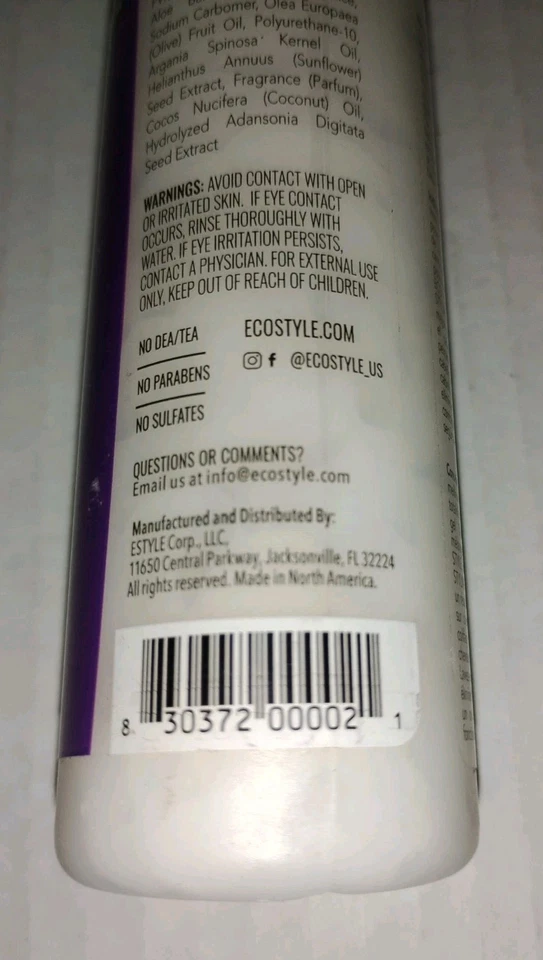 Aloe
Sodium Carbomer, Olea Europaea
(Olive) Fruit Oil, Polyurethane-10,
Argania Spinosa Kernel Oil,
Helianthus Annuus (Sunflower)
Seed Extract, Fragrance (Parfum),
Cocos Nucifera (Coconut) Oil,
Hydrolyzed Adansonia Digitata
Seed Extract
WARNINGS: AVOID CONTACT WITH OPEN
OR IRRITATED SKIN. IF EYE CONTACT
OCCURS, RINSE THOROUGHLY WITH
WATER. IF EYE IRRITATION PERSISTS,
CONTACT A PHYSICIAN. FOR EXTERNAL USE
ONLY, KEEP OUT OF REACH OF CHILDREN.
NO DEA/TEA
NO PARABENS
NO SULFATES
ECOSTYLE.COM
@ECOSTYLE_US
QUESTIONS OR COMMENTS?
Email us at info@ecostyle.com
Manufactured and Distributed By:
ESTYLE Corp., LLC,
11650 Central Parkway, Jacksonville, FL 32224
All rights reserved. Made in North America.
8 30372 00002 1